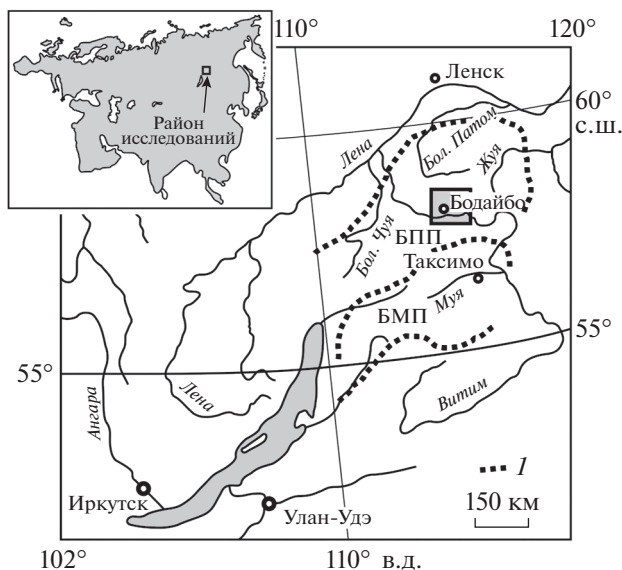 110°
120°
Район
исследований
Ленск
60°
с.ш.
Лена
Бол. Патом
Жуя
Бодайбо
Бол. Чуя
БПП
Таксимо
Муя
БМП
55°
55°
Ангара
Лена
Витим
Иркутск
Улан-Удэ
1
150 км
102°
110° в.д.